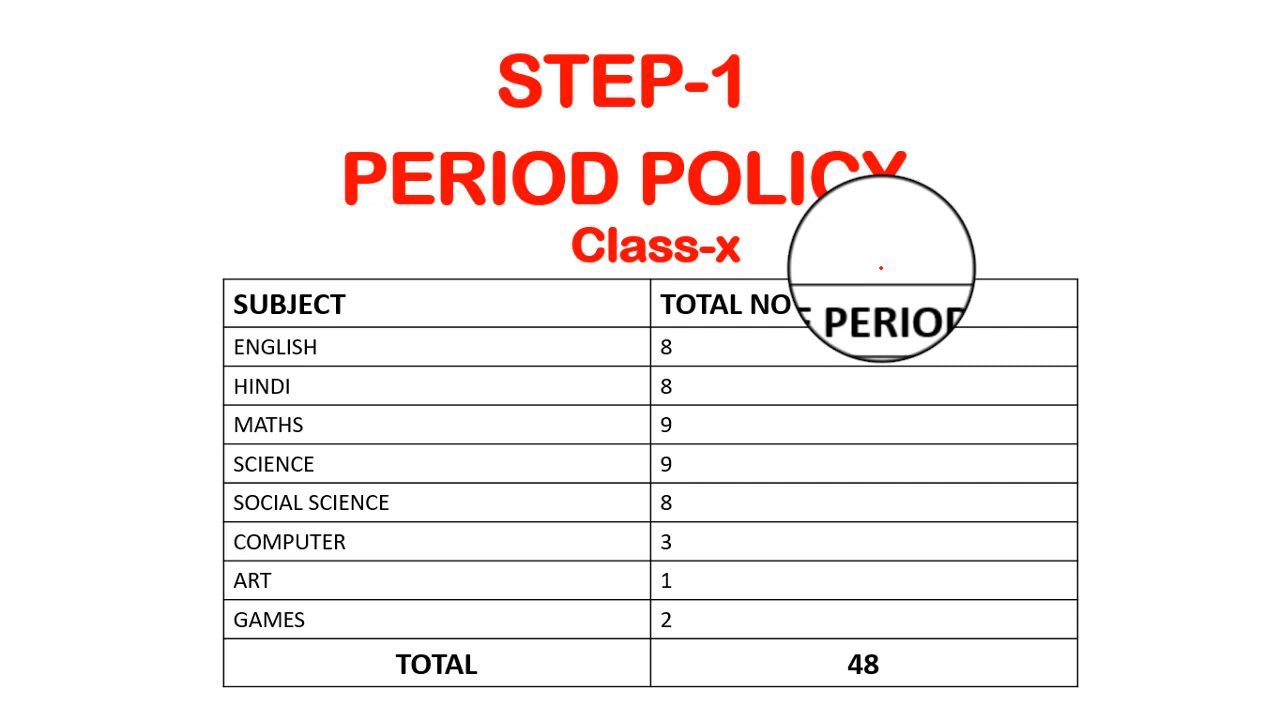 STEP-1
PERIOD POLICY
Class-x
SUBJECT TOTAL NO PERIOD
ENGLISH 8
HINDI 8
MATHS 9
SCIENCE 9
SOCIAL SCIENCE 8
COMPUTER 3
ART 1
GAMES 2
TOTAL 48